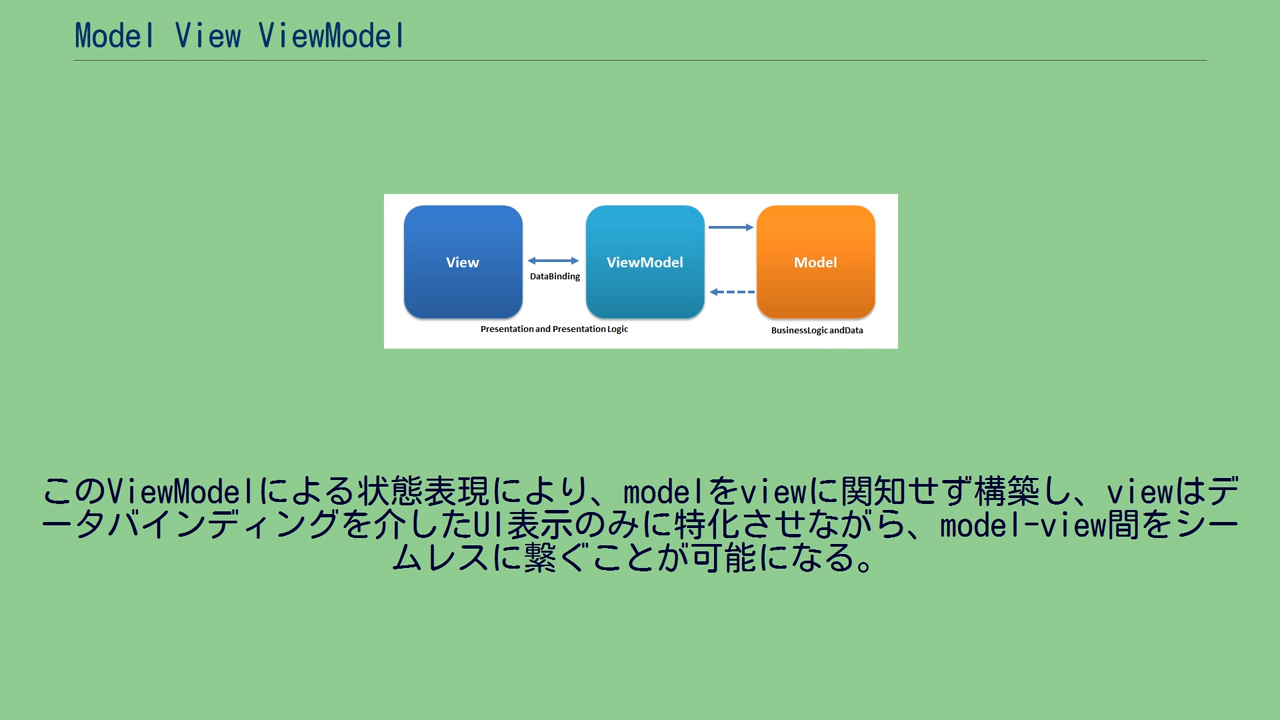 Model View ViewModel
View
ViewModel
Model
DataBinding
Presentation and Presentation Logic
BusinessLogicandData
このViewModelによる状態表現により、modelをviewに関知せず構築し、viewはデ
ータバインディングを介したUI表示のみに特化させながら、model-view間をシー
ムレスに繋ぐことが可能になる。